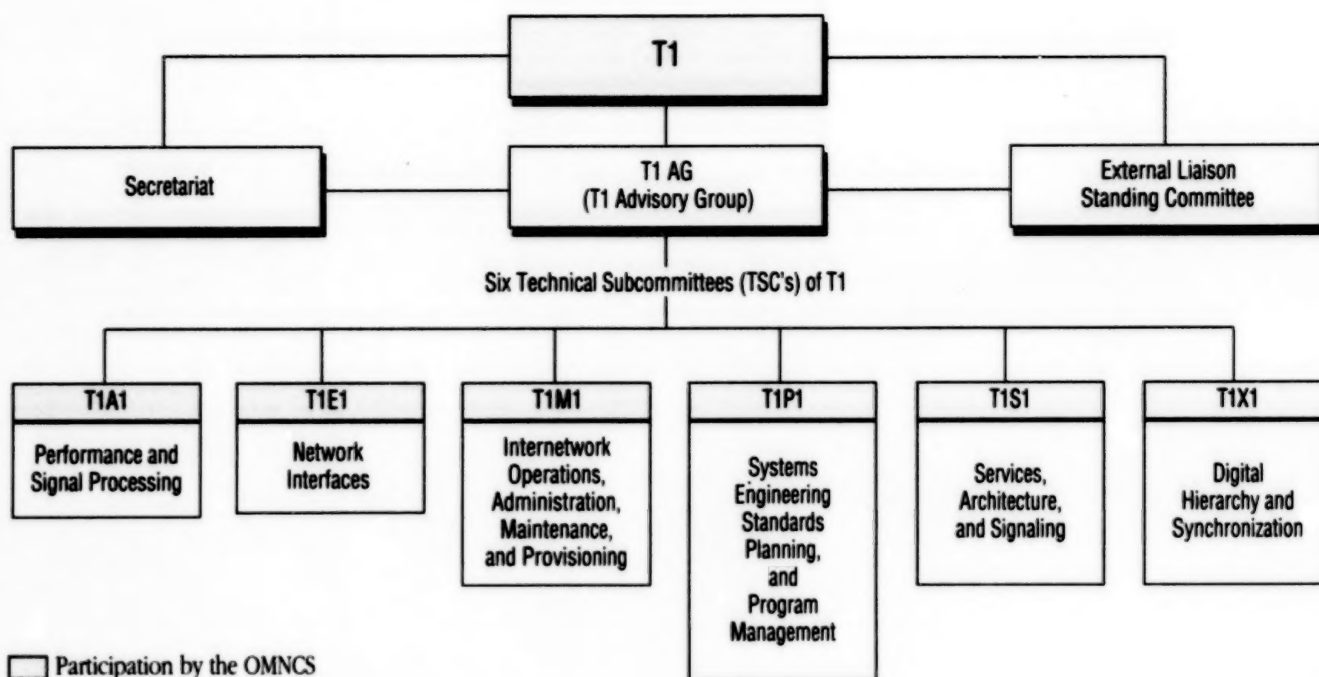 T1
Secretariat
T1 AG
(T1 Advisory Group)
External Liaison
Standing Committee
Six Technical Subcommittees (TSC's) of T1
T1A1
Performance and
Signal Processing
T1E1
Network
Interfaces
T1M1
Internetwork
Operations,
Administration,
Maintenance,
and Provisioning
T1P1
Systems
Engineering
Standards
Planning,
and
Program
Management
T1S1
Services,
Architecture,
and Signaling
T1X1
Digital
Hierarchy and
Synchronization
Participation by the OMNCS